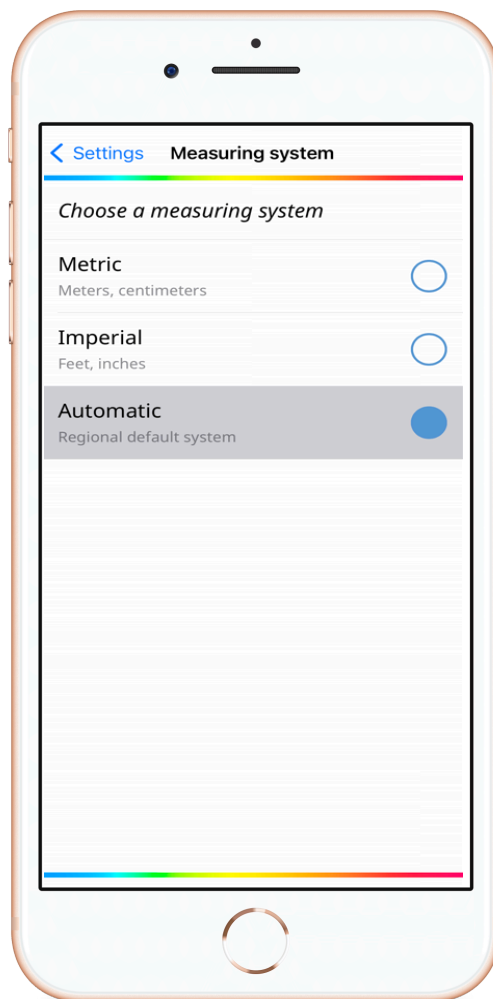 Settings
Measuring system
Choose a measuring system
Metric
Meters, centimeters
Imperial
Feet, inches
Automatic
Regional default system